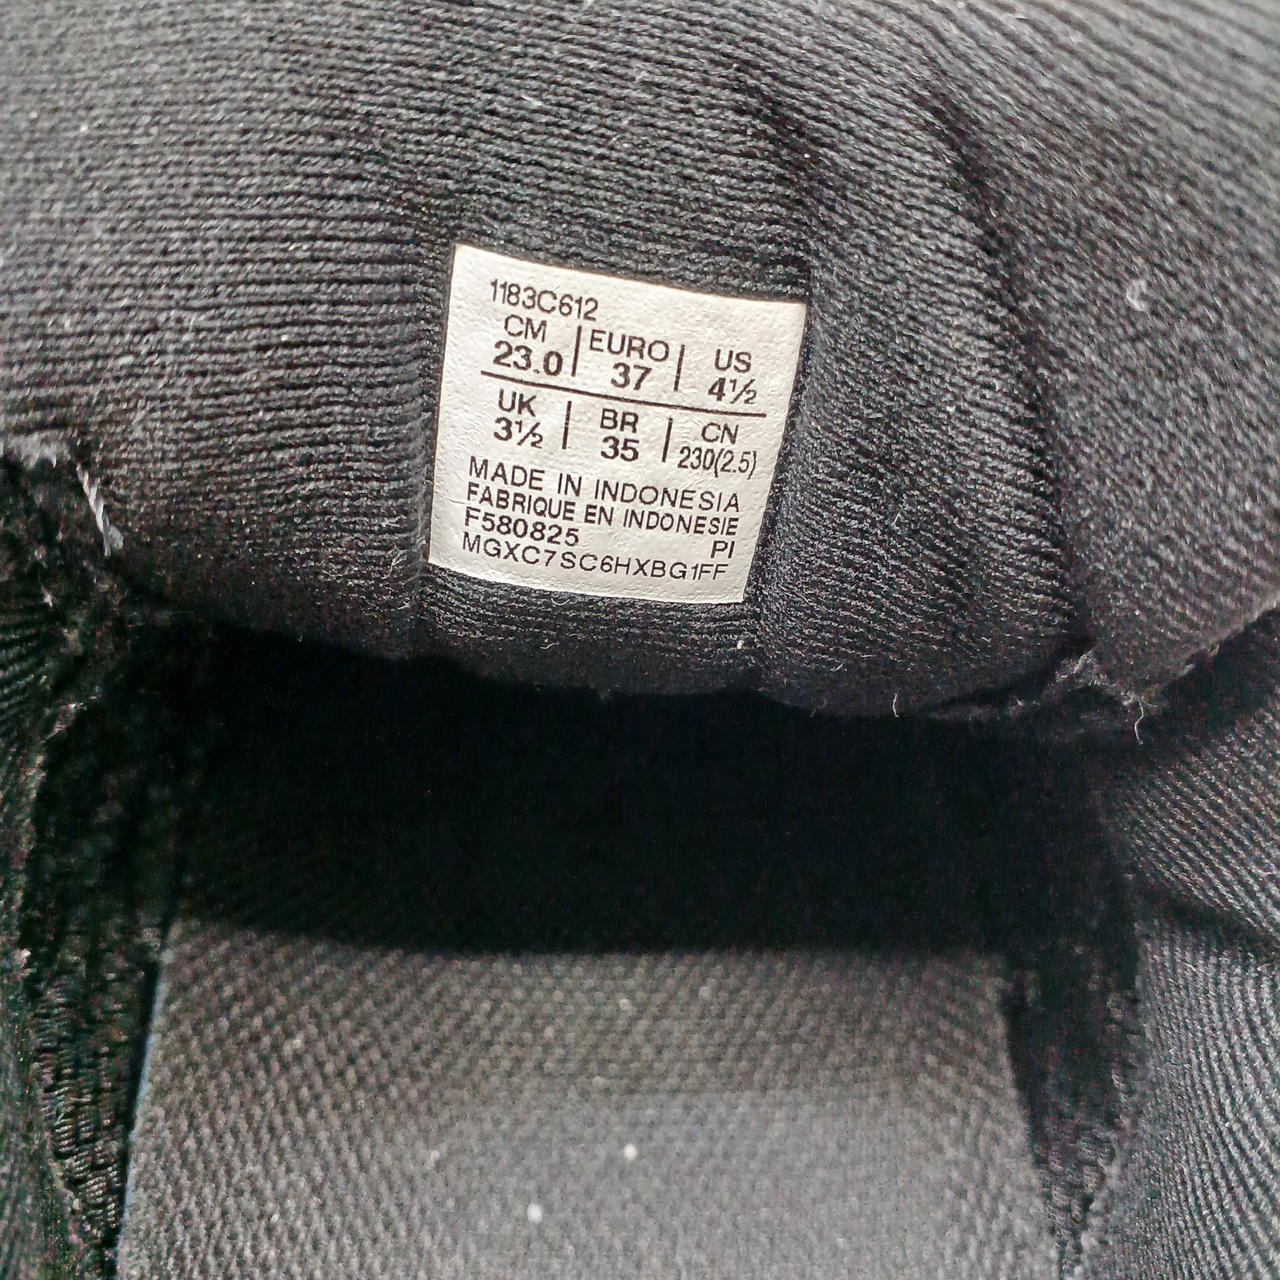 1183C612
CM | EURO | US
23.0 | 37 | 4½
UK | BR | CN
3½ | 35 | 230(2.5)
MADE IN INDONESIA
FABRIQUE EN INDONESIE
F580825 PI
MGXC7SC6HXBG1FF